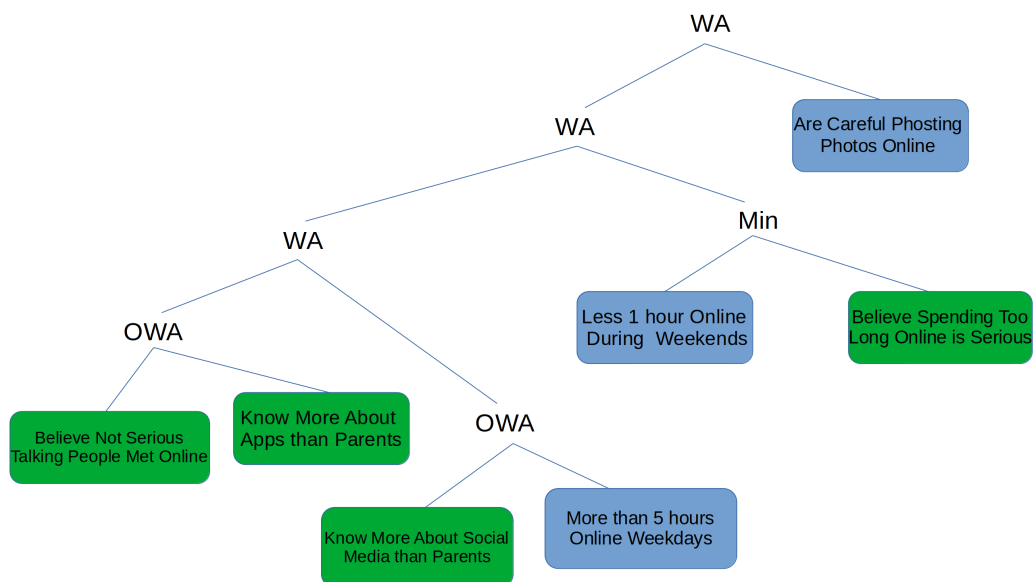 WA
Are Careful Phosting
Photos Online
WA
Min
WA
Less 1 hour Online
During Weekends
Believe Spending Too
Long Online is Serious
OWA
Know More About
Apps than Parents
Believe Not Serious
Talking People Met Online
OWA
More than 5 hours
Online Weekdays
Know More About Social
Media than Parents